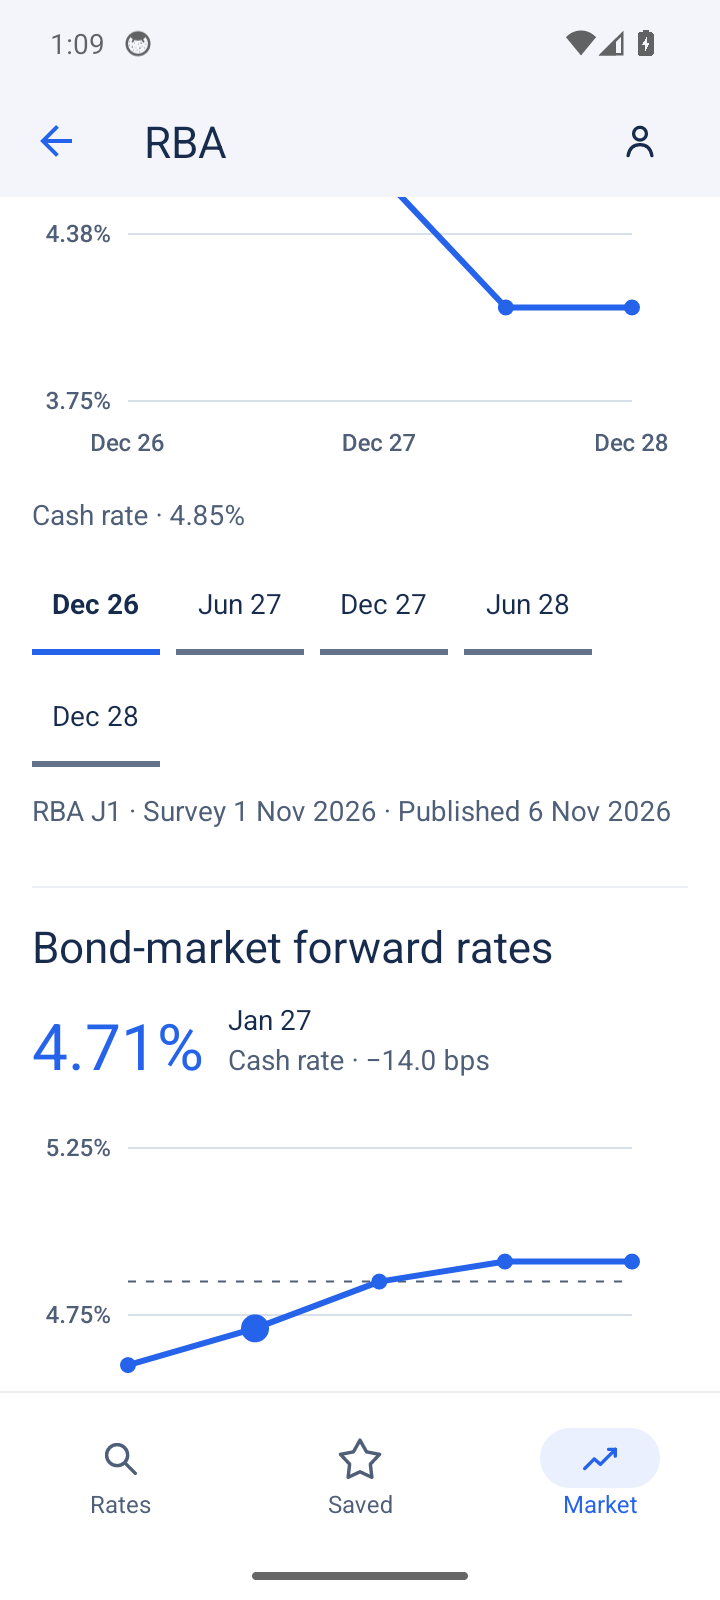 1:09
RBA
4.38%
3.75%
Dec 26 Dec 27 Dec 28
Cash rate · 4.85%
Dec 26 Jun 27 Dec 27 Jun 28
Dec 28
RBA J1 · Survey 1 Nov 2026 · Published 6 Nov 2026
Bond-market forward rates
4.71%
Jan 27
Cash rate · −14.0 bps
5.25%
4.75%
Rates Saved Market